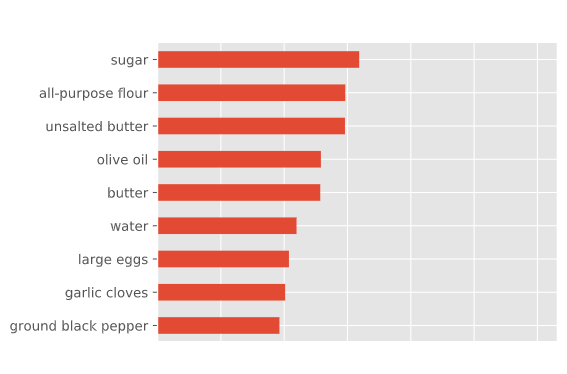 sugar
all-purpose flour
unsalted butter
olive oil
butter
water
large eggs
garlic cloves
ground black pepper